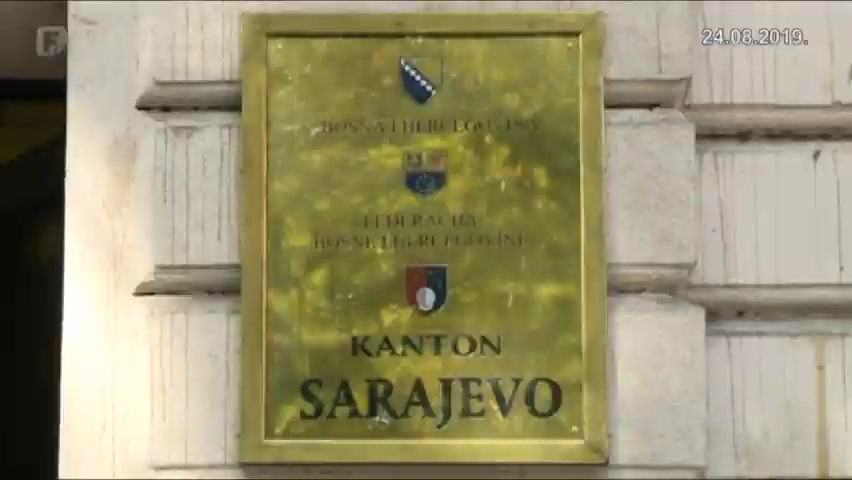 24.08.2019.
BOSNA I HERCEGOVINA
FEDERACIJA
BOSNE I HERCEGOVINE
KANTON
SARAJEVO